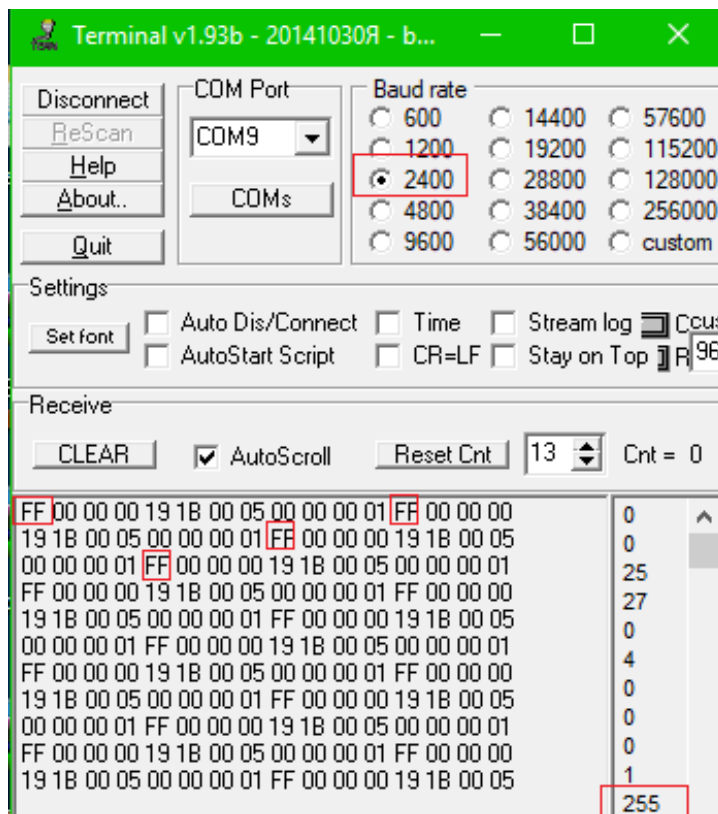 Terminal v1.93b - 20141030Я - b...
Disconnect
ReScan
Help
About..
Quit
COM Port
COM9
COMs
Baud rate
600 14400 57600
1200 19200 115200
2400 28800 128000
4800 38400 256000
9600 56000 custom
Settings
Set font
Auto Dis/Connect Time Stream log
AutoStart Script CR=LF Stay on Top R 96
Receive
CLEAR AutoScroll Reset Cnt 13 Cnt = 0
FF 00 00 00 19 1B 00 05 00 00 00 01 FF 00 00 00
19 1B 00 05 00 00 00 01 FF 00 00 00 19 1B 00 05
00 00 00 01 FF 00 00 00 19 1B 00 05 00 00 00 01
FF 00 00 00 19 1B 00 05 00 00 00 01 FF 00 00 00
19 1B 00 05 00 00 00 01 FF 00 00 00 19 1B 00 05
00 00 00 01 FF 00 00 00 19 1B 00 05 00 00 00 01
FF 00 00 00 19 1B 00 05 00 00 00 01 FF 00 00 00
19 1B 00 05 00 00 00 01 FF 00 00 00 19 1B 00 05
00 00 00 01 FF 00 00 00 19 1B 00 05 00 00 00 01
FF 00 00 00 19 1B 00 05 00 00 00 01 FF 00 00 00
19 1B 00 05 00 00 00 01 FF 00 00 00 19 1B 00 05
0
0
25
27
0
4
0
0
0
1
255